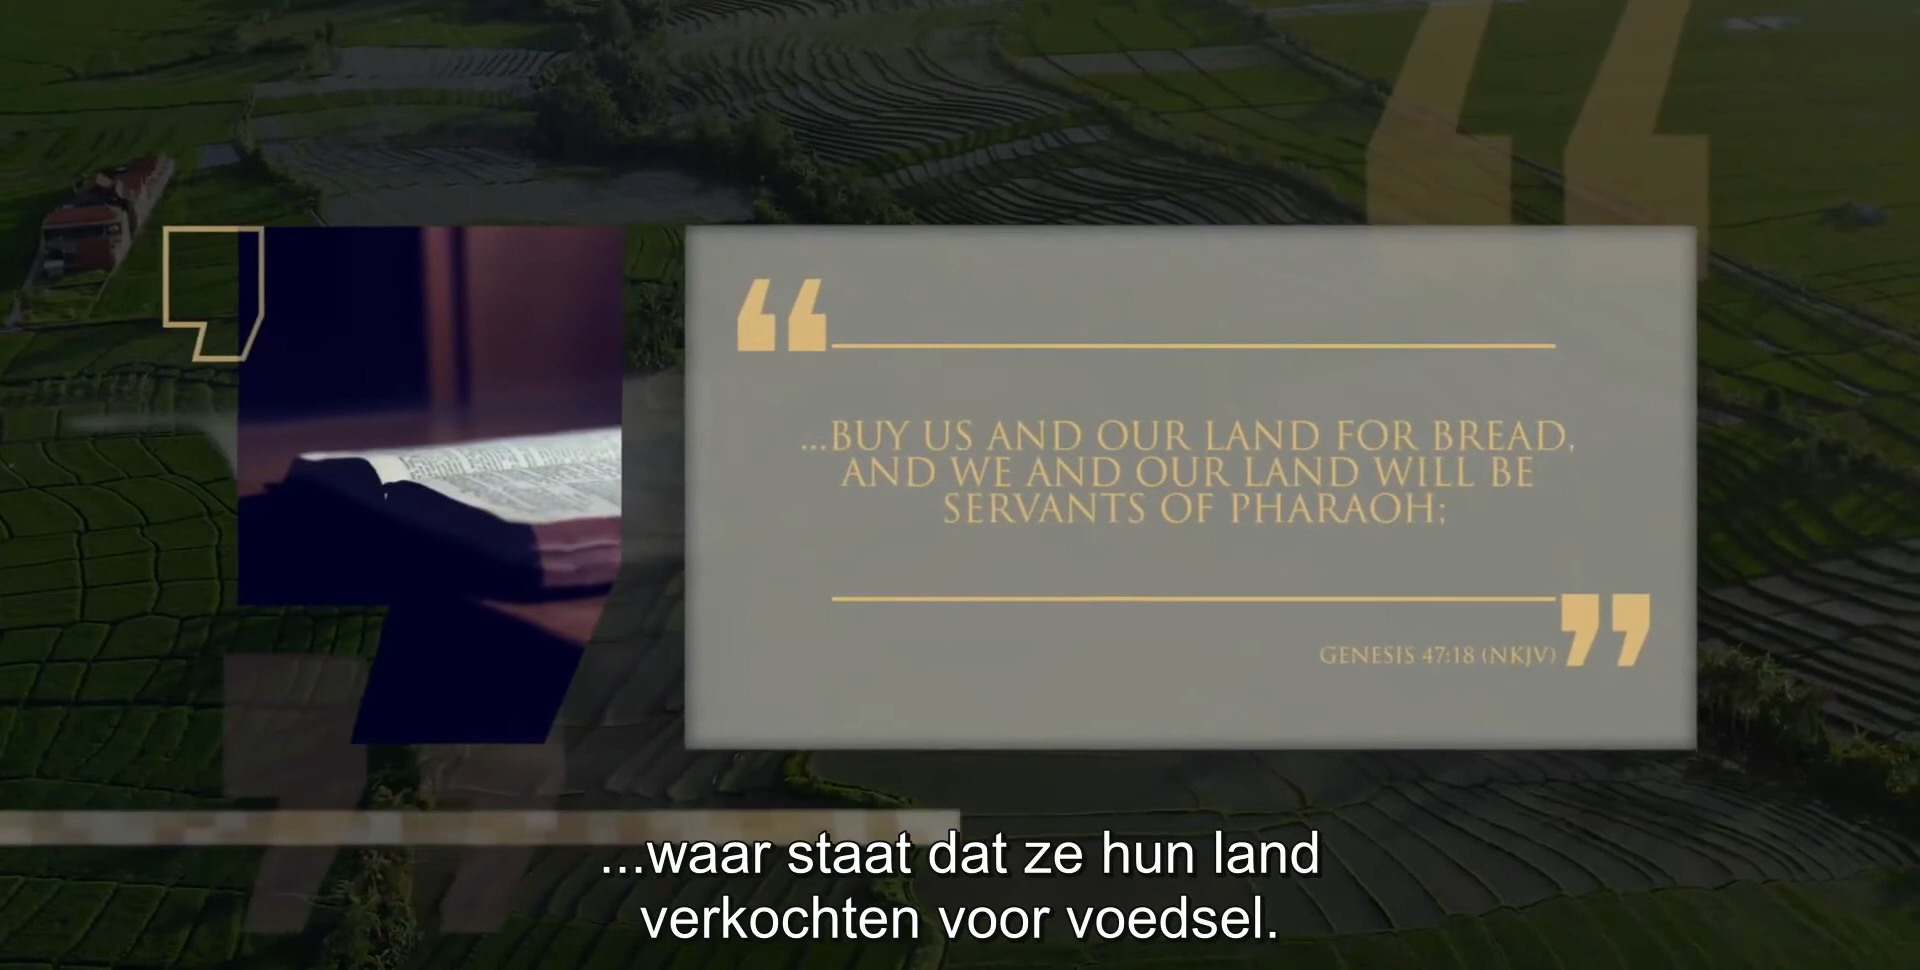 ...BUY US AND OUR LAND FOR BREAD,
AND WE AND OUR LAND WILL BE
SERVANTS OF PHARAOH;
GENESIS 47:18 (NKJV)
...waar staat dat ze hun land
verkochten voor voedsel.